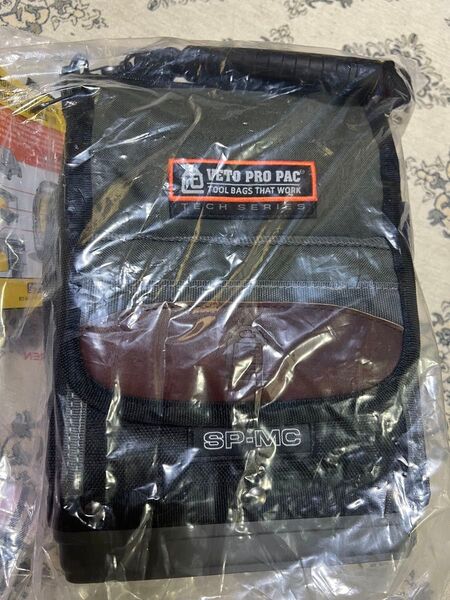 VETO PRO PAC®
TOOL BAGS THAT WORK
TECH SERIES
SP-MC